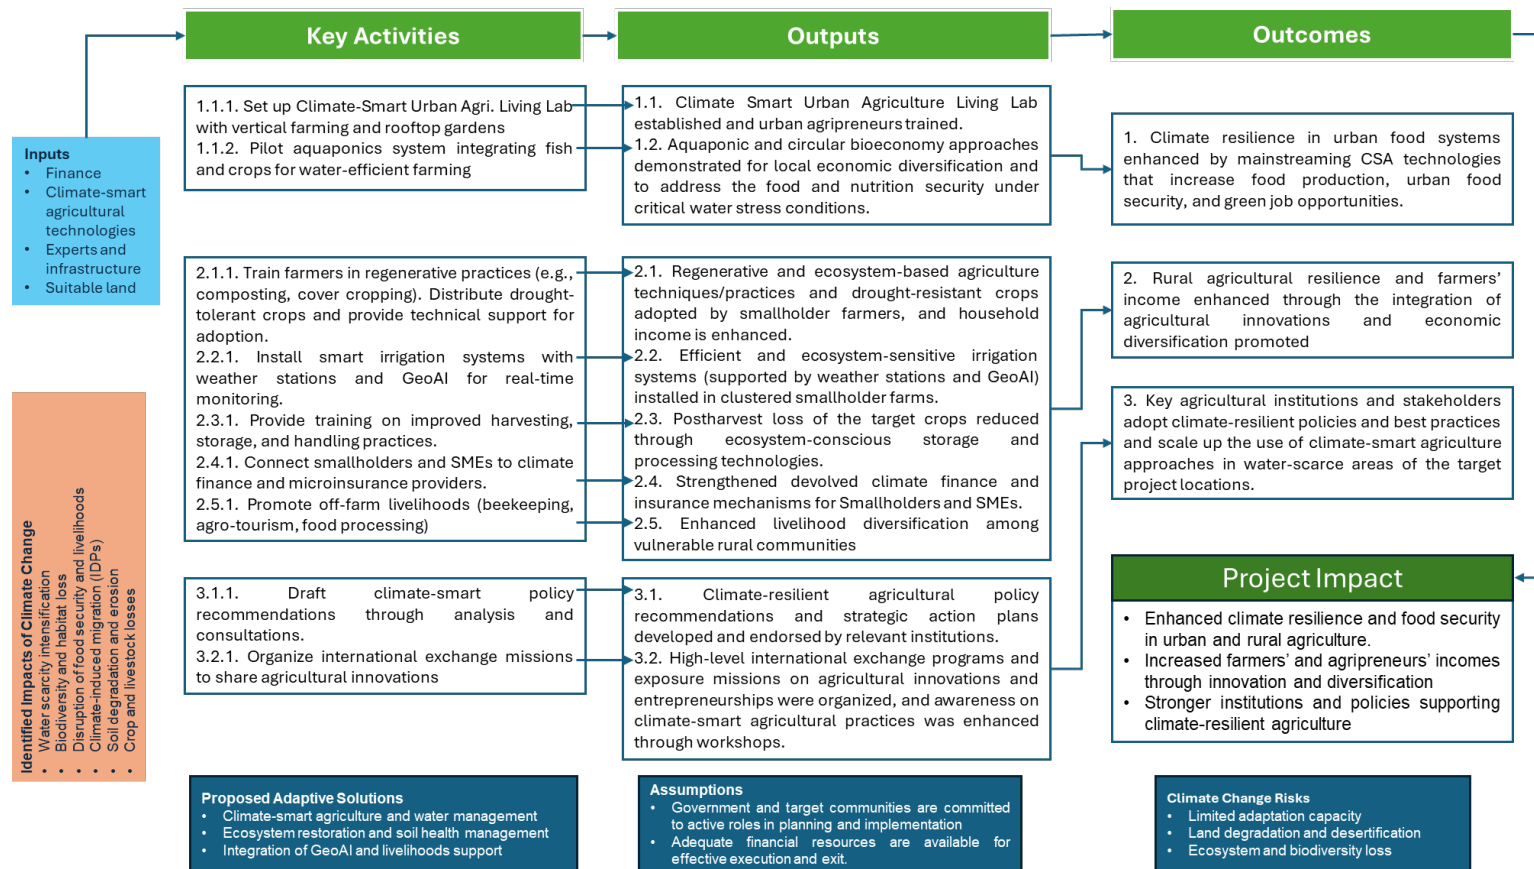 Key Activities
Outputs
Outcomes
Inputs
• Finance
• Climate-smart
agricultural
technologies
• Experts and
infrastructure
• Suitable land
Identified Impacts of Climate Change
• Water scarcity intensification
• Biodiversity and habitat loss
• Disruption of food security and livelihoods
• Climate-induced migration (IDPs)
• Soil degradation and erosion
• Crop and livestock losses
1.1.1. Set up Climate-Smart Urban Agri. Living Lab
with vertical farming and rooftop gardens
1.1.2. Pilot aquaponics system integrating fish
and crops for water-efficient farming
2.1.1. Train farmers in regenerative practices (e.g.,
composting, cover cropping). Distribute drought-
tolerant crops and provide technical support for
adoption.
2.2.1. Install smart irrigation systems with
weather stations and GeoAI for real-time
monitoring.
2.3.1. Provide training on improved harvesting,
storage, and handling practices.
2.4.1. Connect smallholders and SMEs to climate
finance and microinsurance providers.
2.5.1. Promote off-farm livelihoods (beekeeping,
agro-tourism, food processing)
3.1.1. Draft climate-smart policy
recommendations through analysis and
consultations.
3.2.1. Organize international exchange missions
to share agricultural innovations
1.1. Climate Smart Urban Agriculture Living Lab
established and urban agripreneurs trained.
1.2. Aquaponic and circular bioeconomy approaches
demonstrated for local economic diversification and
to address the food and nutrition security under
critical water stress conditions.
2.1. Regenerative and ecosystem-based agriculture
techniques/practices and drought-resistant crops
adopted by smallholder farmers, and household
income is enhanced.
2.2. Efficient and ecosystem-sensitive irrigation
systems (supported by weather stations and GeoAI)
installed in clustered smallholder farms.
2.3. Postharvest loss of the target crops reduced
through ecosystem-conscious storage and
processing technologies.
2.4. Strengthened devolved climate finance and
insurance mechanisms for Smallholders and SMEs.
2.5. Enhanced livelihood diversification among
vulnerable rural communities
3.1. Climate-resilient agricultural policy
recommendations and strategic action plans
developed and endorsed by relevant institutions.
3.2. High-level international exchange programs and
exposure missions on agricultural innovations and
entrepreneurships were organized, and awareness on
climate-smart agricultural practices was enhanced
through workshops.
1. Climate resilience in urban food systems
enhanced by mainstreaming CSA technologies
that increase food production, urban food
security, and green job opportunities.
2. Rural agricultural resilience and farmers’
income enhanced through the integration of
agricultural innovations and economic
diversification promoted
3. Key agricultural institutions and stakeholders
adopt climate-resilient policies and best practices
and scale up the use of climate-smart agriculture
approaches in water-scarce areas of the target
project locations.
Project Impact
• Enhanced climate resilience and food security
in urban and rural agriculture.
• Increased farmers’ and agripreneurs’ incomes
through innovation and diversification
• Stronger institutions and policies supporting
climate-resilient agriculture
Proposed Adaptive Solutions
• Climate-smart agriculture and water management
• Ecosystem restoration and soil health management
• Integration of GeoAI and livelihoods support
Assumptions
• Government and target communities are committed
to active roles in planning and implementation
• Adequate financial resources are available for
effective execution and exit.
Climate Change Risks
• Limited adaptation capacity
• Land degradation and desertification
• Ecosystem and biodiversity loss